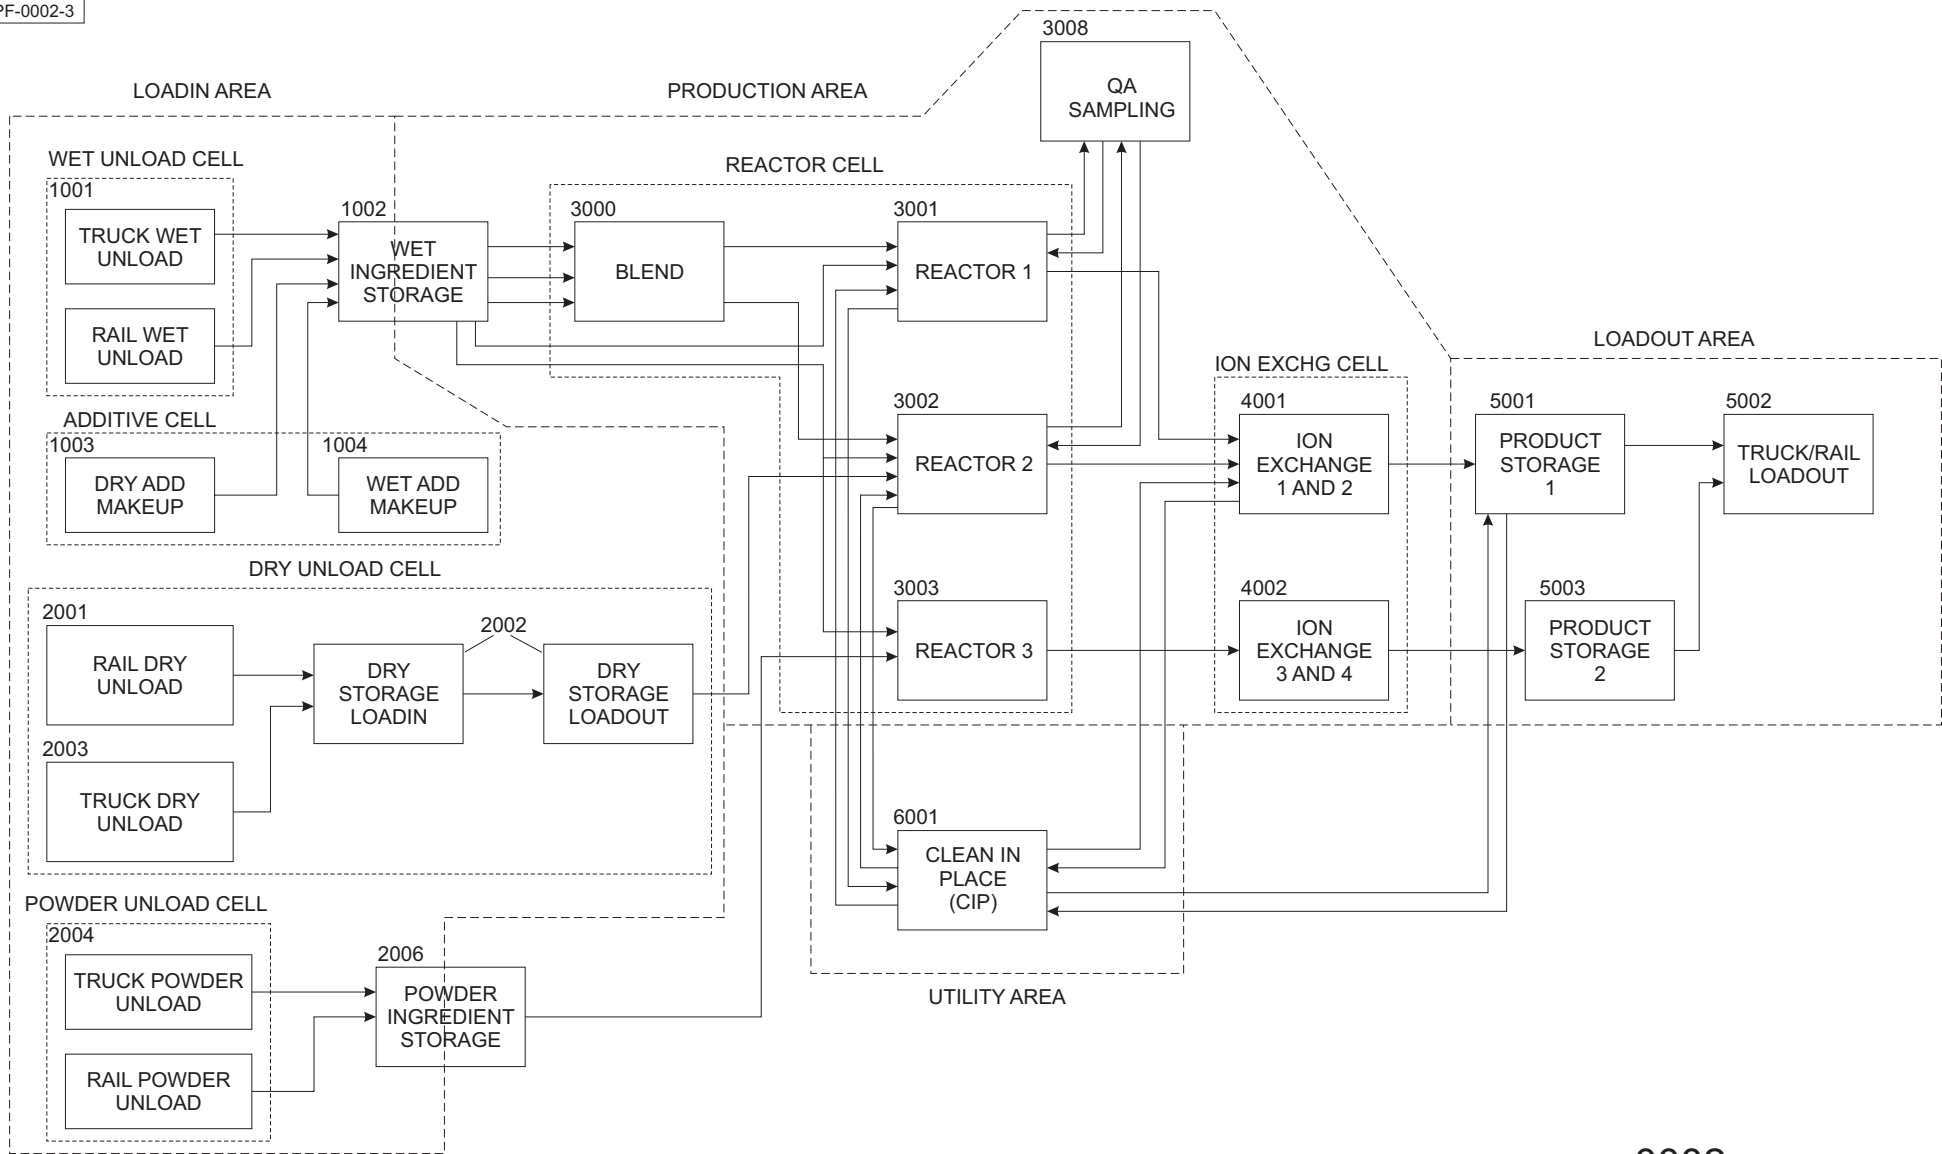 PF-0002-3
3008
QA
SAMPLING
LOADIN AREA
PRODUCTION AREA
WET UNLOAD CELL
1001
TRUCK WET
UNLOAD
RAIL WET
UNLOAD
1002
WET
INGREDIENT
STORAGE
REACTOR CELL
3000
BLEND
3001
REACTOR 1
3002
REACTOR 2
3003
REACTOR 3
ADDITIVE CELL
1003
DRY ADD
MAKEUP
1004
WET ADD
MAKEUP
ION EXCHG CELL
4001
ION
EXCHANGE
1 AND 2
4002
ION
EXCHANGE
3 AND 4
LOADOUT AREA
5001
PRODUCT
STORAGE
1
5002
TRUCK/RAIL
LOADOUT
5003
PRODUCT
STORAGE
2
DRY UNLOAD CELL
2001
RAIL DRY
UNLOAD
2002
DRY
STORAGE
LOADIN
DRY
STORAGE
LOADOUT
2003
TRUCK DRY
UNLOAD
6001
CLEAN IN
PLACE
(CIP)
UTILITY AREA
POWDER UNLOAD CELL
2004
TRUCK POWDER
UNLOAD
RAIL POWDER
UNLOAD
2006
POWDER
INGREDIENT
STORAGE